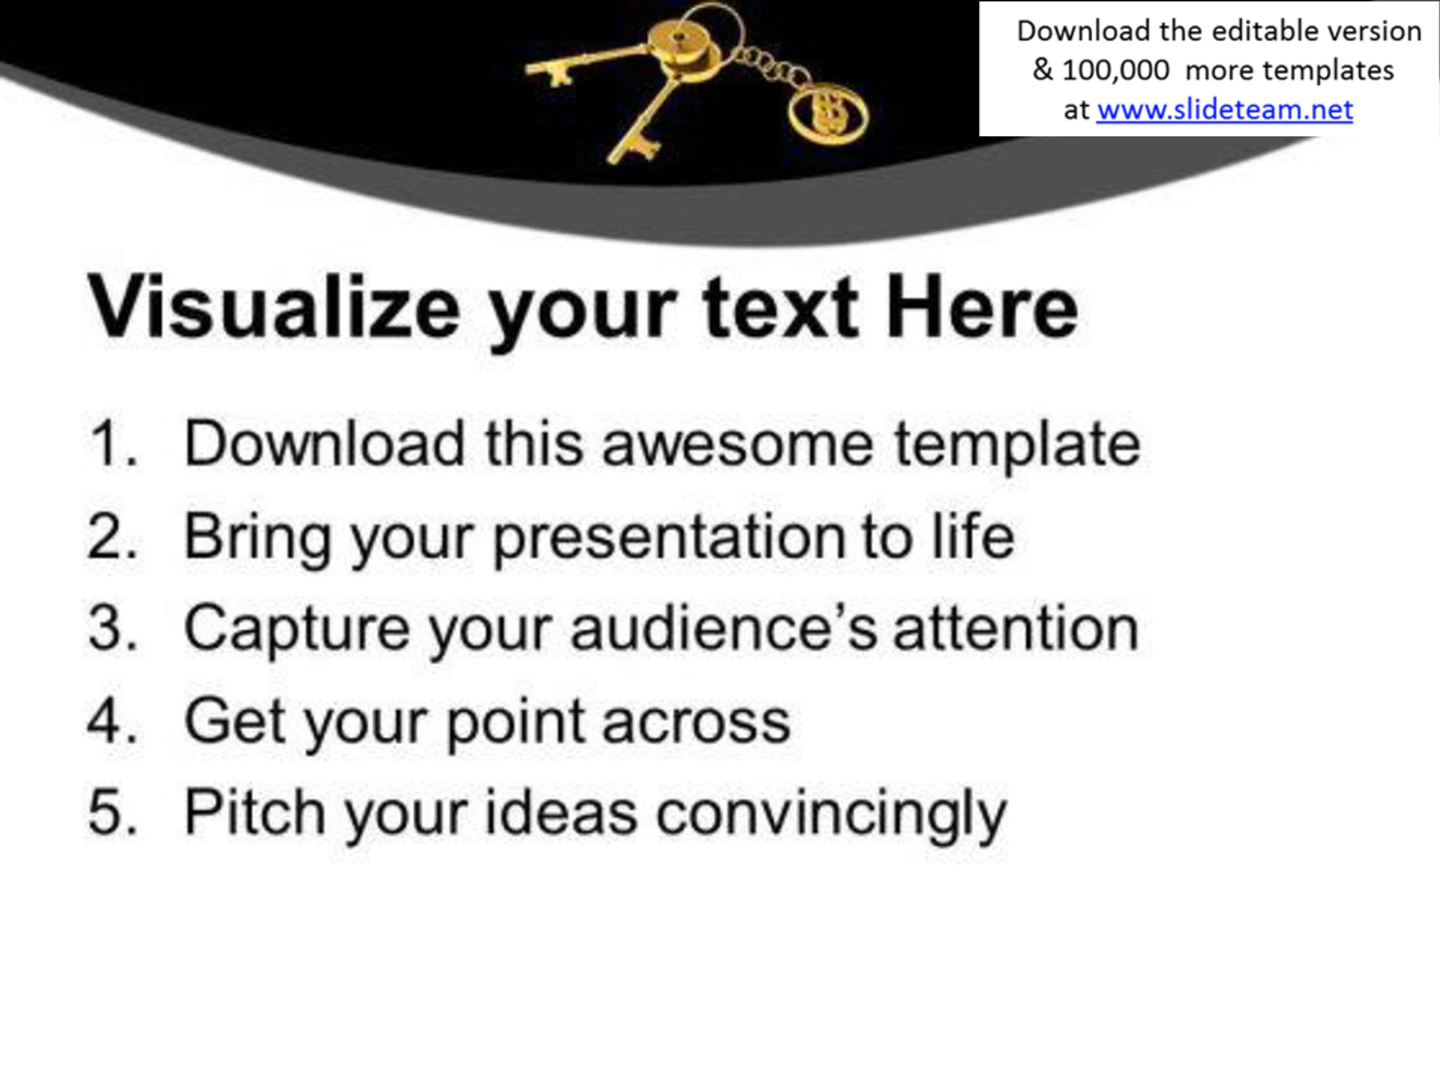 Download the editable version
& 100,000 more templates
at www.slideteam.net
Visualize your text Here
1. Download this awesome template
2. Bring your presentation to life
3. Capture your audience’s attention
4. Get your point across
5. Pitch your ideas convincingly